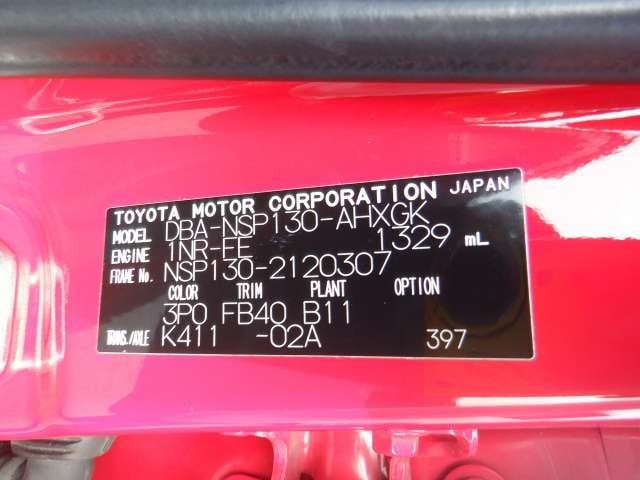 TOYOTA MOTOR CORPORATION JAPAN
MODEL DBA-NSP130-AHXGK
ENGINE 1NR-FE 1329 mL
FRAME No. NSP130-2120307
COLOR TRIM PLANT OPTION
3P0 FB40 B11
TRANS./AXLE K411 -02A 397